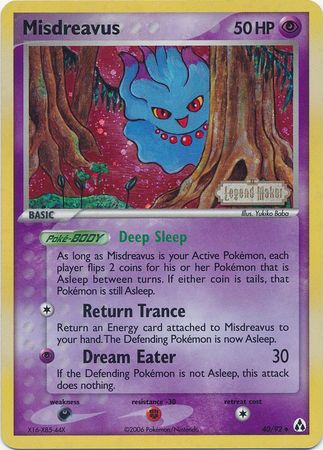 Misdreavus
50 HP
Legend Maker
Illus. Yukiko Baba
BASIC
Poké-BODY Deep Sleep
As long as Misdreavus is your Active Pokémon, each
player flips 2 coins for his or her Pokémon that is
Asleep between turns. If either coin is tails, that
Pokémon is still Asleep.
Return Trance
Return an Energy card attached to Misdreavus to
your hand. The Defending Pokémon is now Asleep.
Dream Eater 30
If the Defending Pokémon is not Asleep, this attack
does nothing.
weakness resistance -30 retreat cost
X16-XB5-44X ©2006 Pokémon/Nintendo 40/92